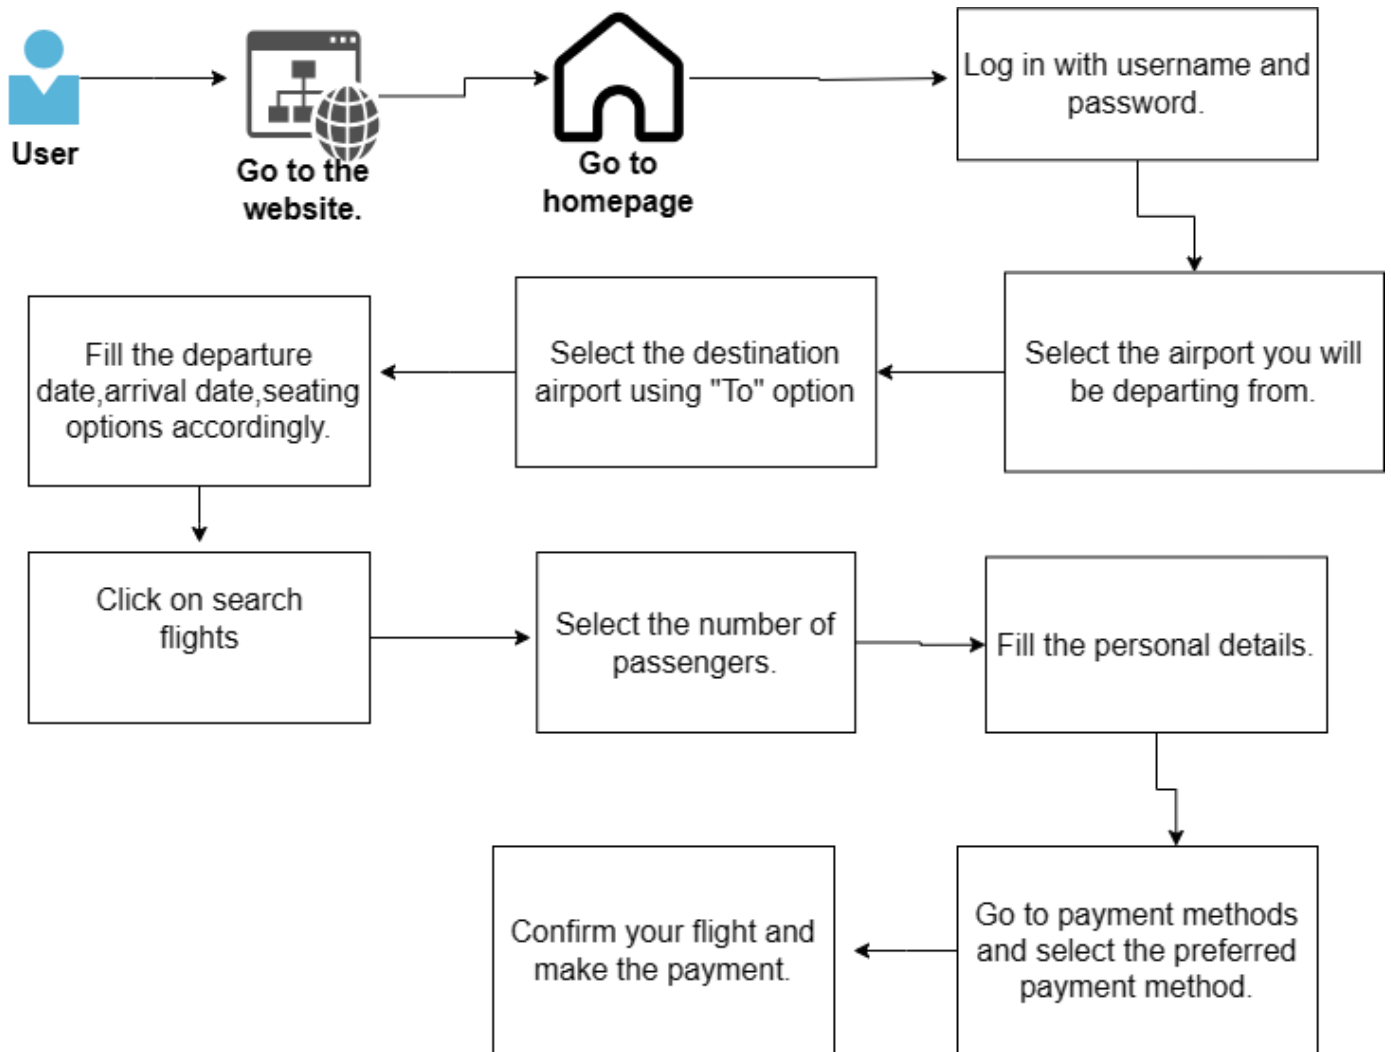 User
Go to the
website.
Go to
homepage
Log in with username and
password.
Select the airport you will
be departing from.
Select the destination
airport using "To" option
Fill the departure
date,arrival date,seating
options accordingly.
Click on search
flights
Select the number of
passengers.
Fill the personal details.
Go to payment methods
and select the preferred
payment method.
Confirm your flight and
make the payment.